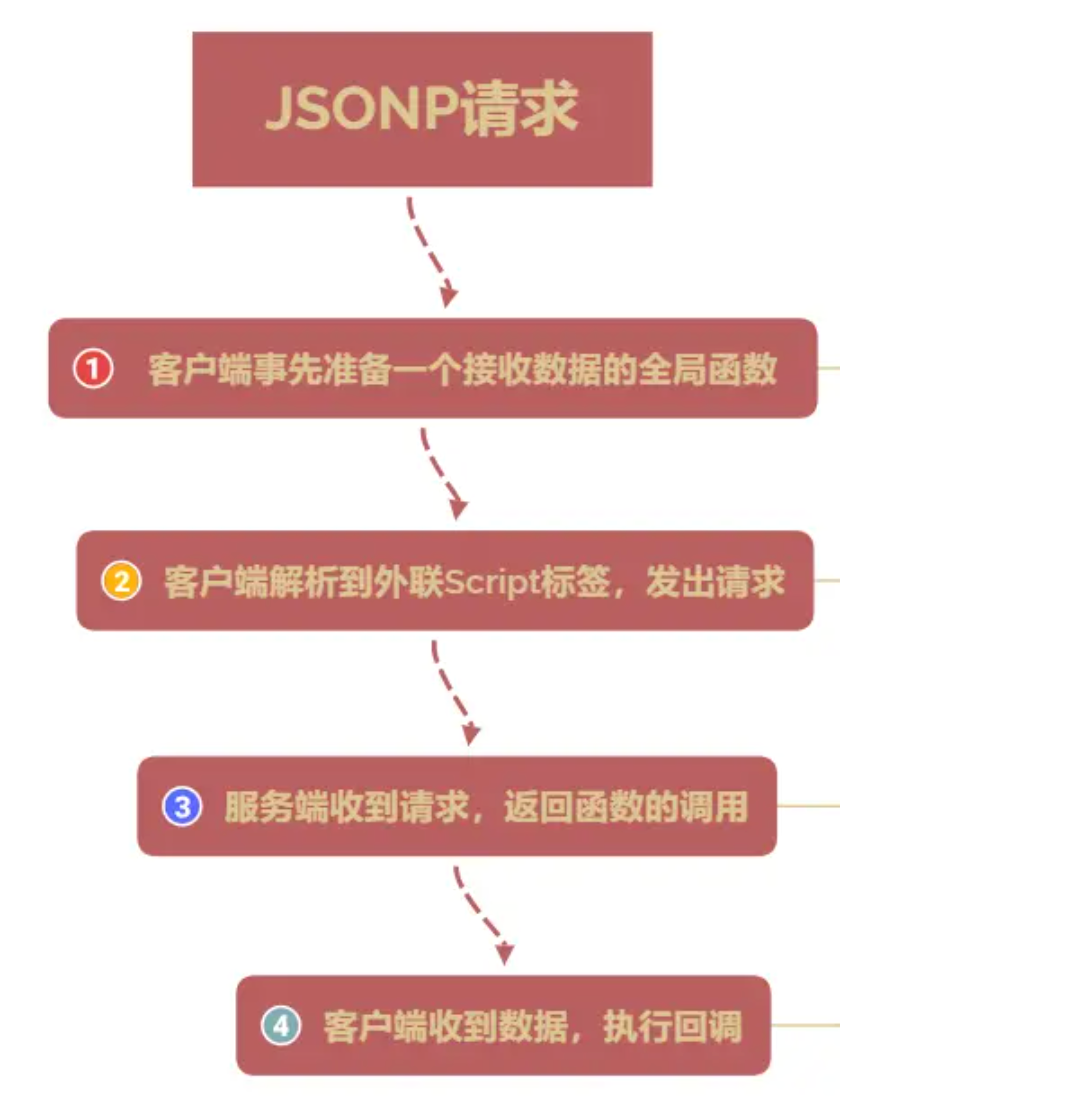 JSONP请求
1 客户端事先准备一个接收数据的全局函数
2 客户端解析到外联Script标签，发出请求
3 服务端收到请求，返回函数的调用
4 客户端收到数据，执行回调